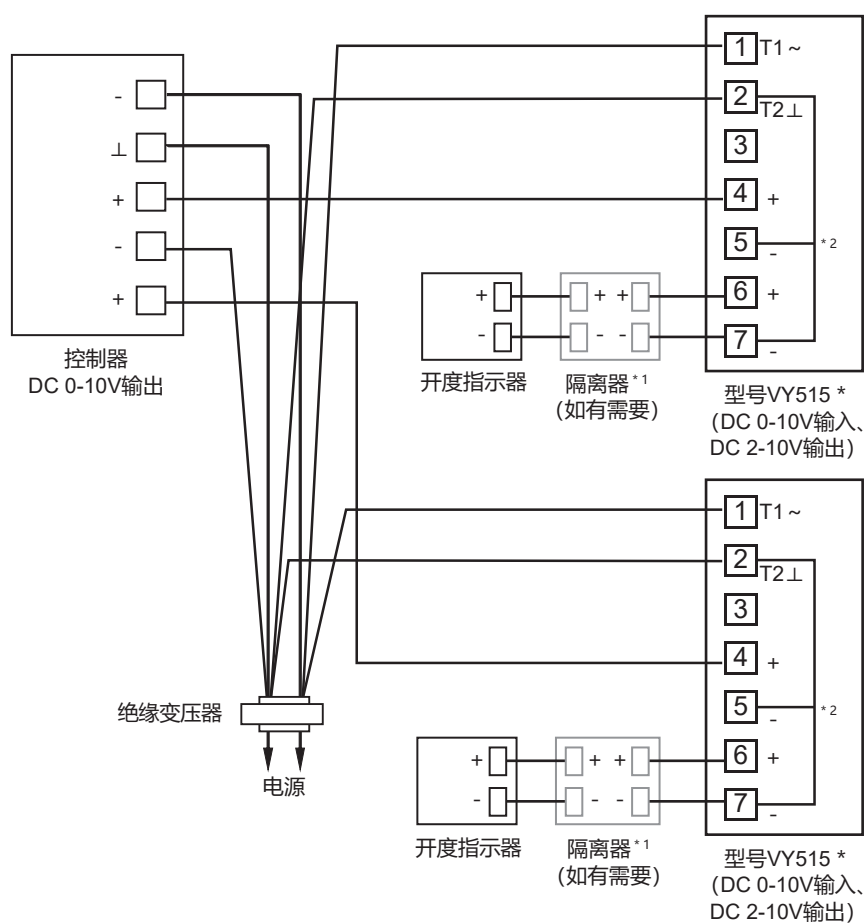 -
⊥
+
-
+
控制器
DC 0-10V输出
1 T1~
2 T2⊥
3
4 +
5 -
*2
6 +
7 -
+
-
+ +
- -
开度指示器
隔离器*1
(如有需要)
型号VY515 *
(DC 0-10V输入、
DC 2-10V输出)
1 T1~
2 T2⊥
3
4 +
5 -
*2
6 +
7 -
绝缘变压器
电源
+
-
+ +
- -
开度指示器
隔离器*1
(如有需要)
型号VY515 *
(DC 0-10V输入、
DC 2-10V输出)